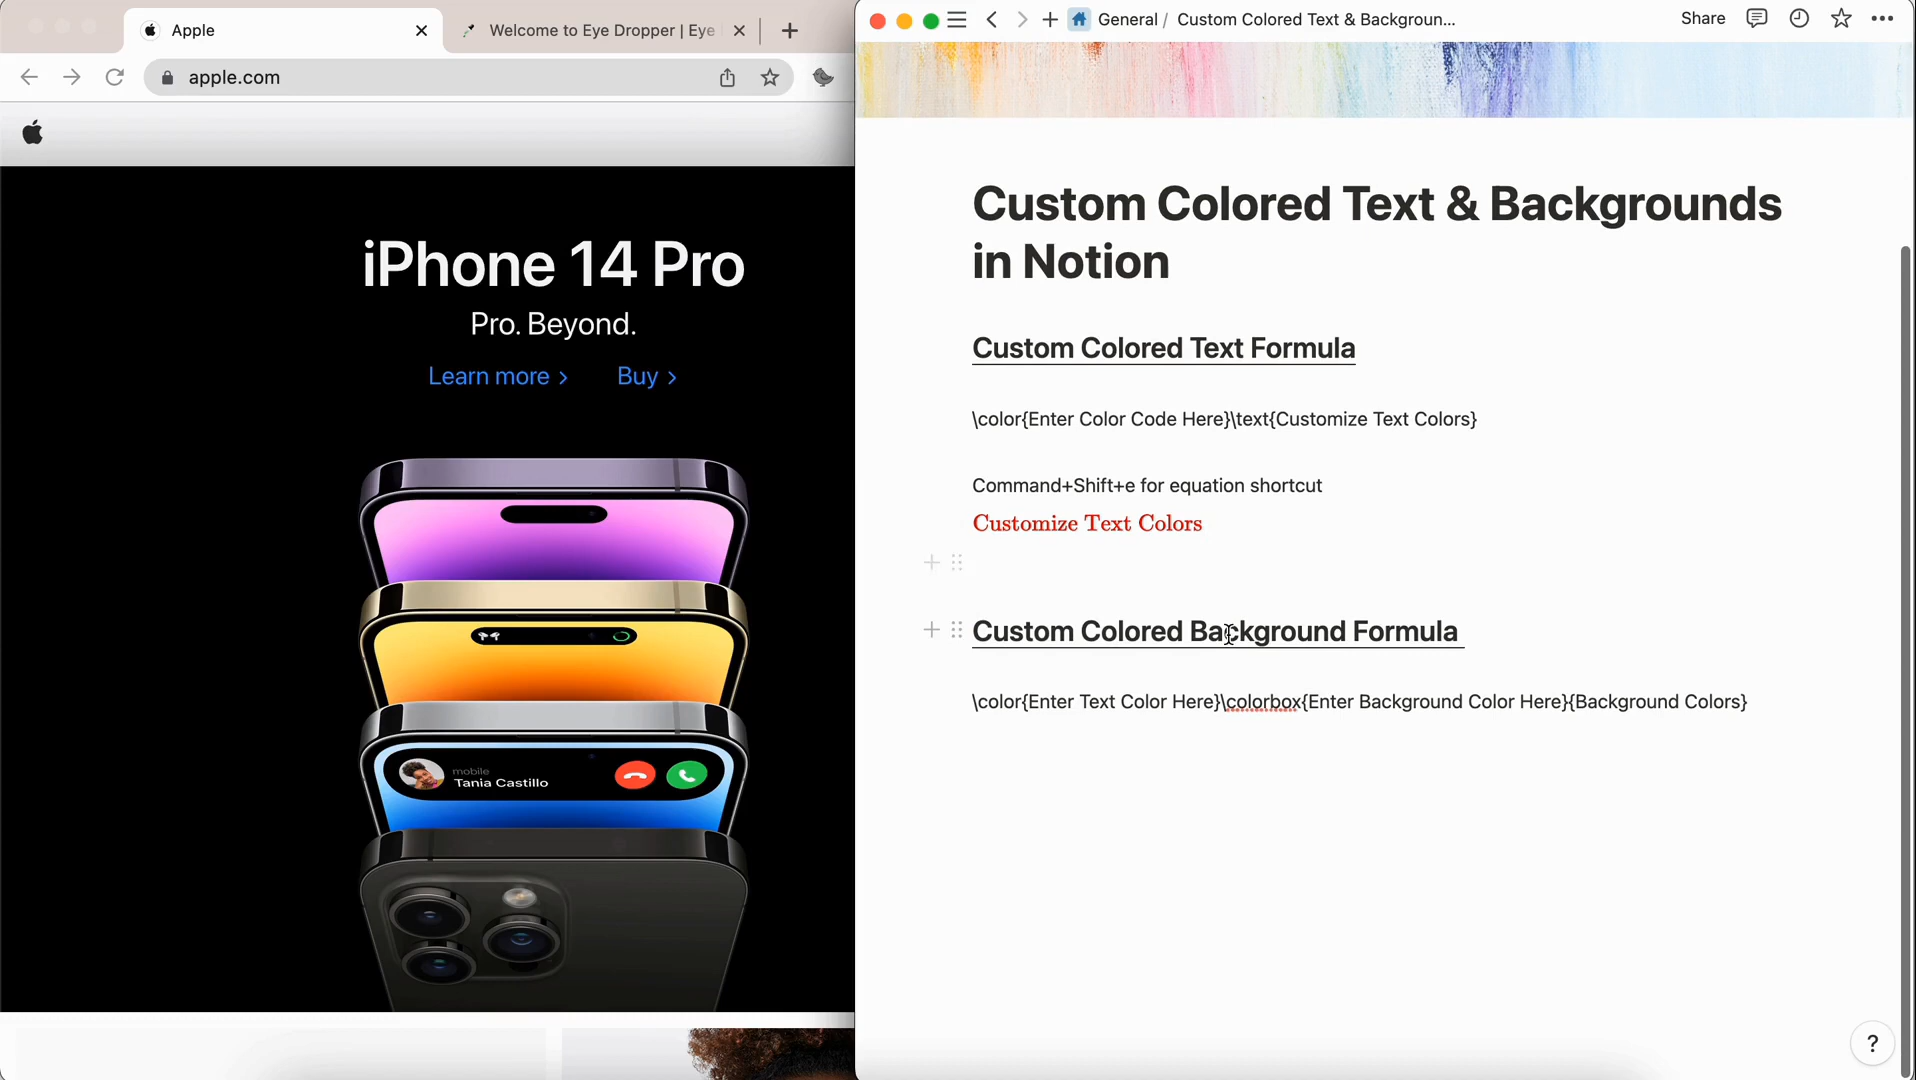 Apple
Welcome to Eye Dropper | Eye
apple.com
iPhone 14 Pro
Pro. Beyond.
Learn more >
Buy >
mobile
Tania Castillo
General / Custom Colored Text & Backgroun...
Share
Custom Colored Text & Backgrounds
in Notion
Custom Colored Text Formula
\color{Enter Color Code Here}\text{Customize Text Colors}
Command+Shift+e for equation shortcut
Customize Text Colors
Custom Colored Background Formula
\color{Enter Text Color Here}\colorbox{Enter Background Color Here}{Background Colors}
?